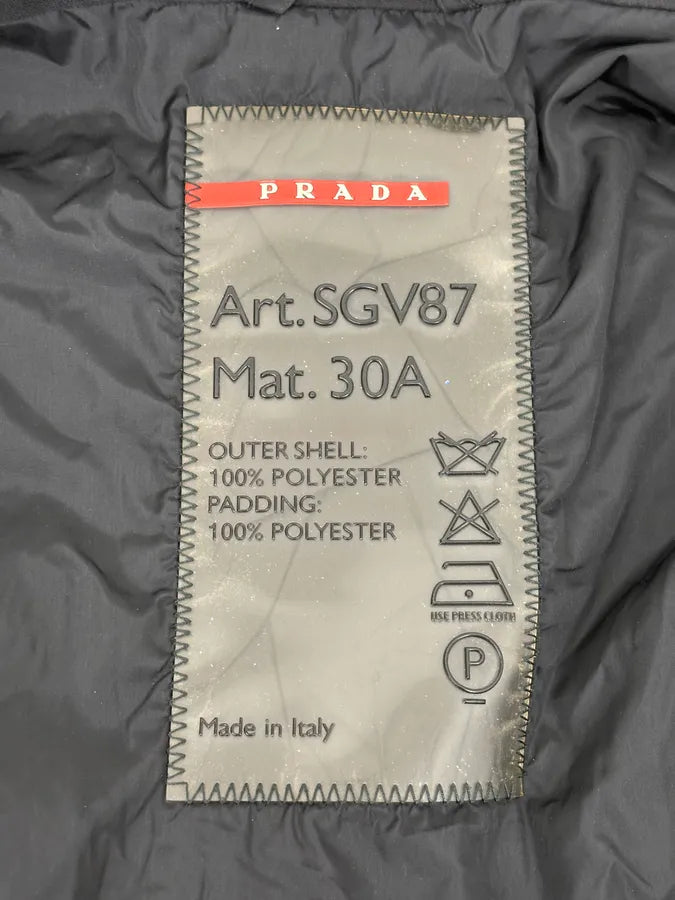 PRADA
Art. SGV87
Mat. 30A
OUTER SHELL:
100% POLYESTER
PADDING:
100% POLYESTER
USE PRESS CLOTH
P
Made in Italy